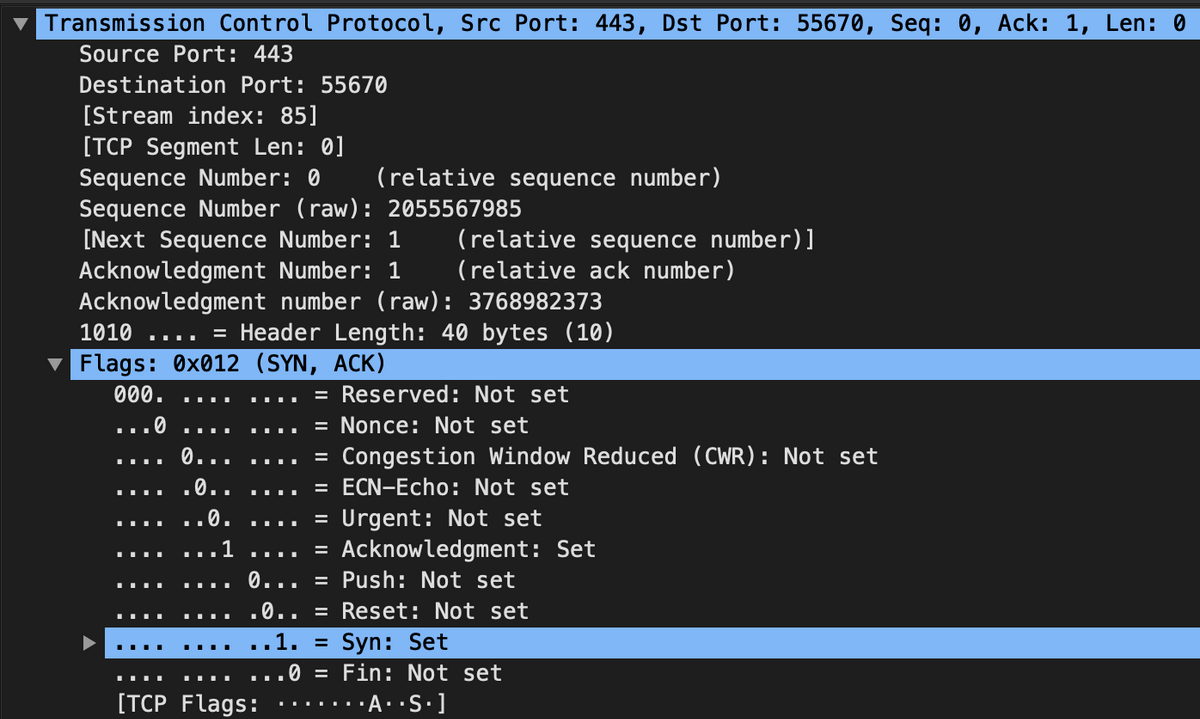 Transmission Control Protocol, Src Port: 443, Dst Port: 55670, Seq: 0, Ack: 1, Len: 0
Source Port: 443
Destination Port: 55670
[Stream index: 85]
[TCP Segment Len: 0]
Sequence Number: 0    (relative sequence number)
Sequence Number (raw): 2055567985
[Next Sequence Number: 1    (relative sequence number)]
Acknowledgment Number: 1    (relative ack number)
Acknowledgment number (raw): 3768982373
1010 .... = Header Length: 40 bytes (10)
Flags: 0x012 (SYN, ACK)
000. .... .... = Reserved: Not set
...0 .... .... = Nonce: Not set
.... 0... .... = Congestion Window Reduced (CWR): Not set
.... .0.. .... = ECN-Echo: Not set
.... ..0. .... = Urgent: Not set
.... ...1 .... = Acknowledgment: Set
.... .... 0... = Push: Not set
.... .... .0.. = Reset: Not set
.... .... ..1. = Syn: Set
.... .... ...0 = Fin: Not set
[TCP Flags: ·······A··S·]